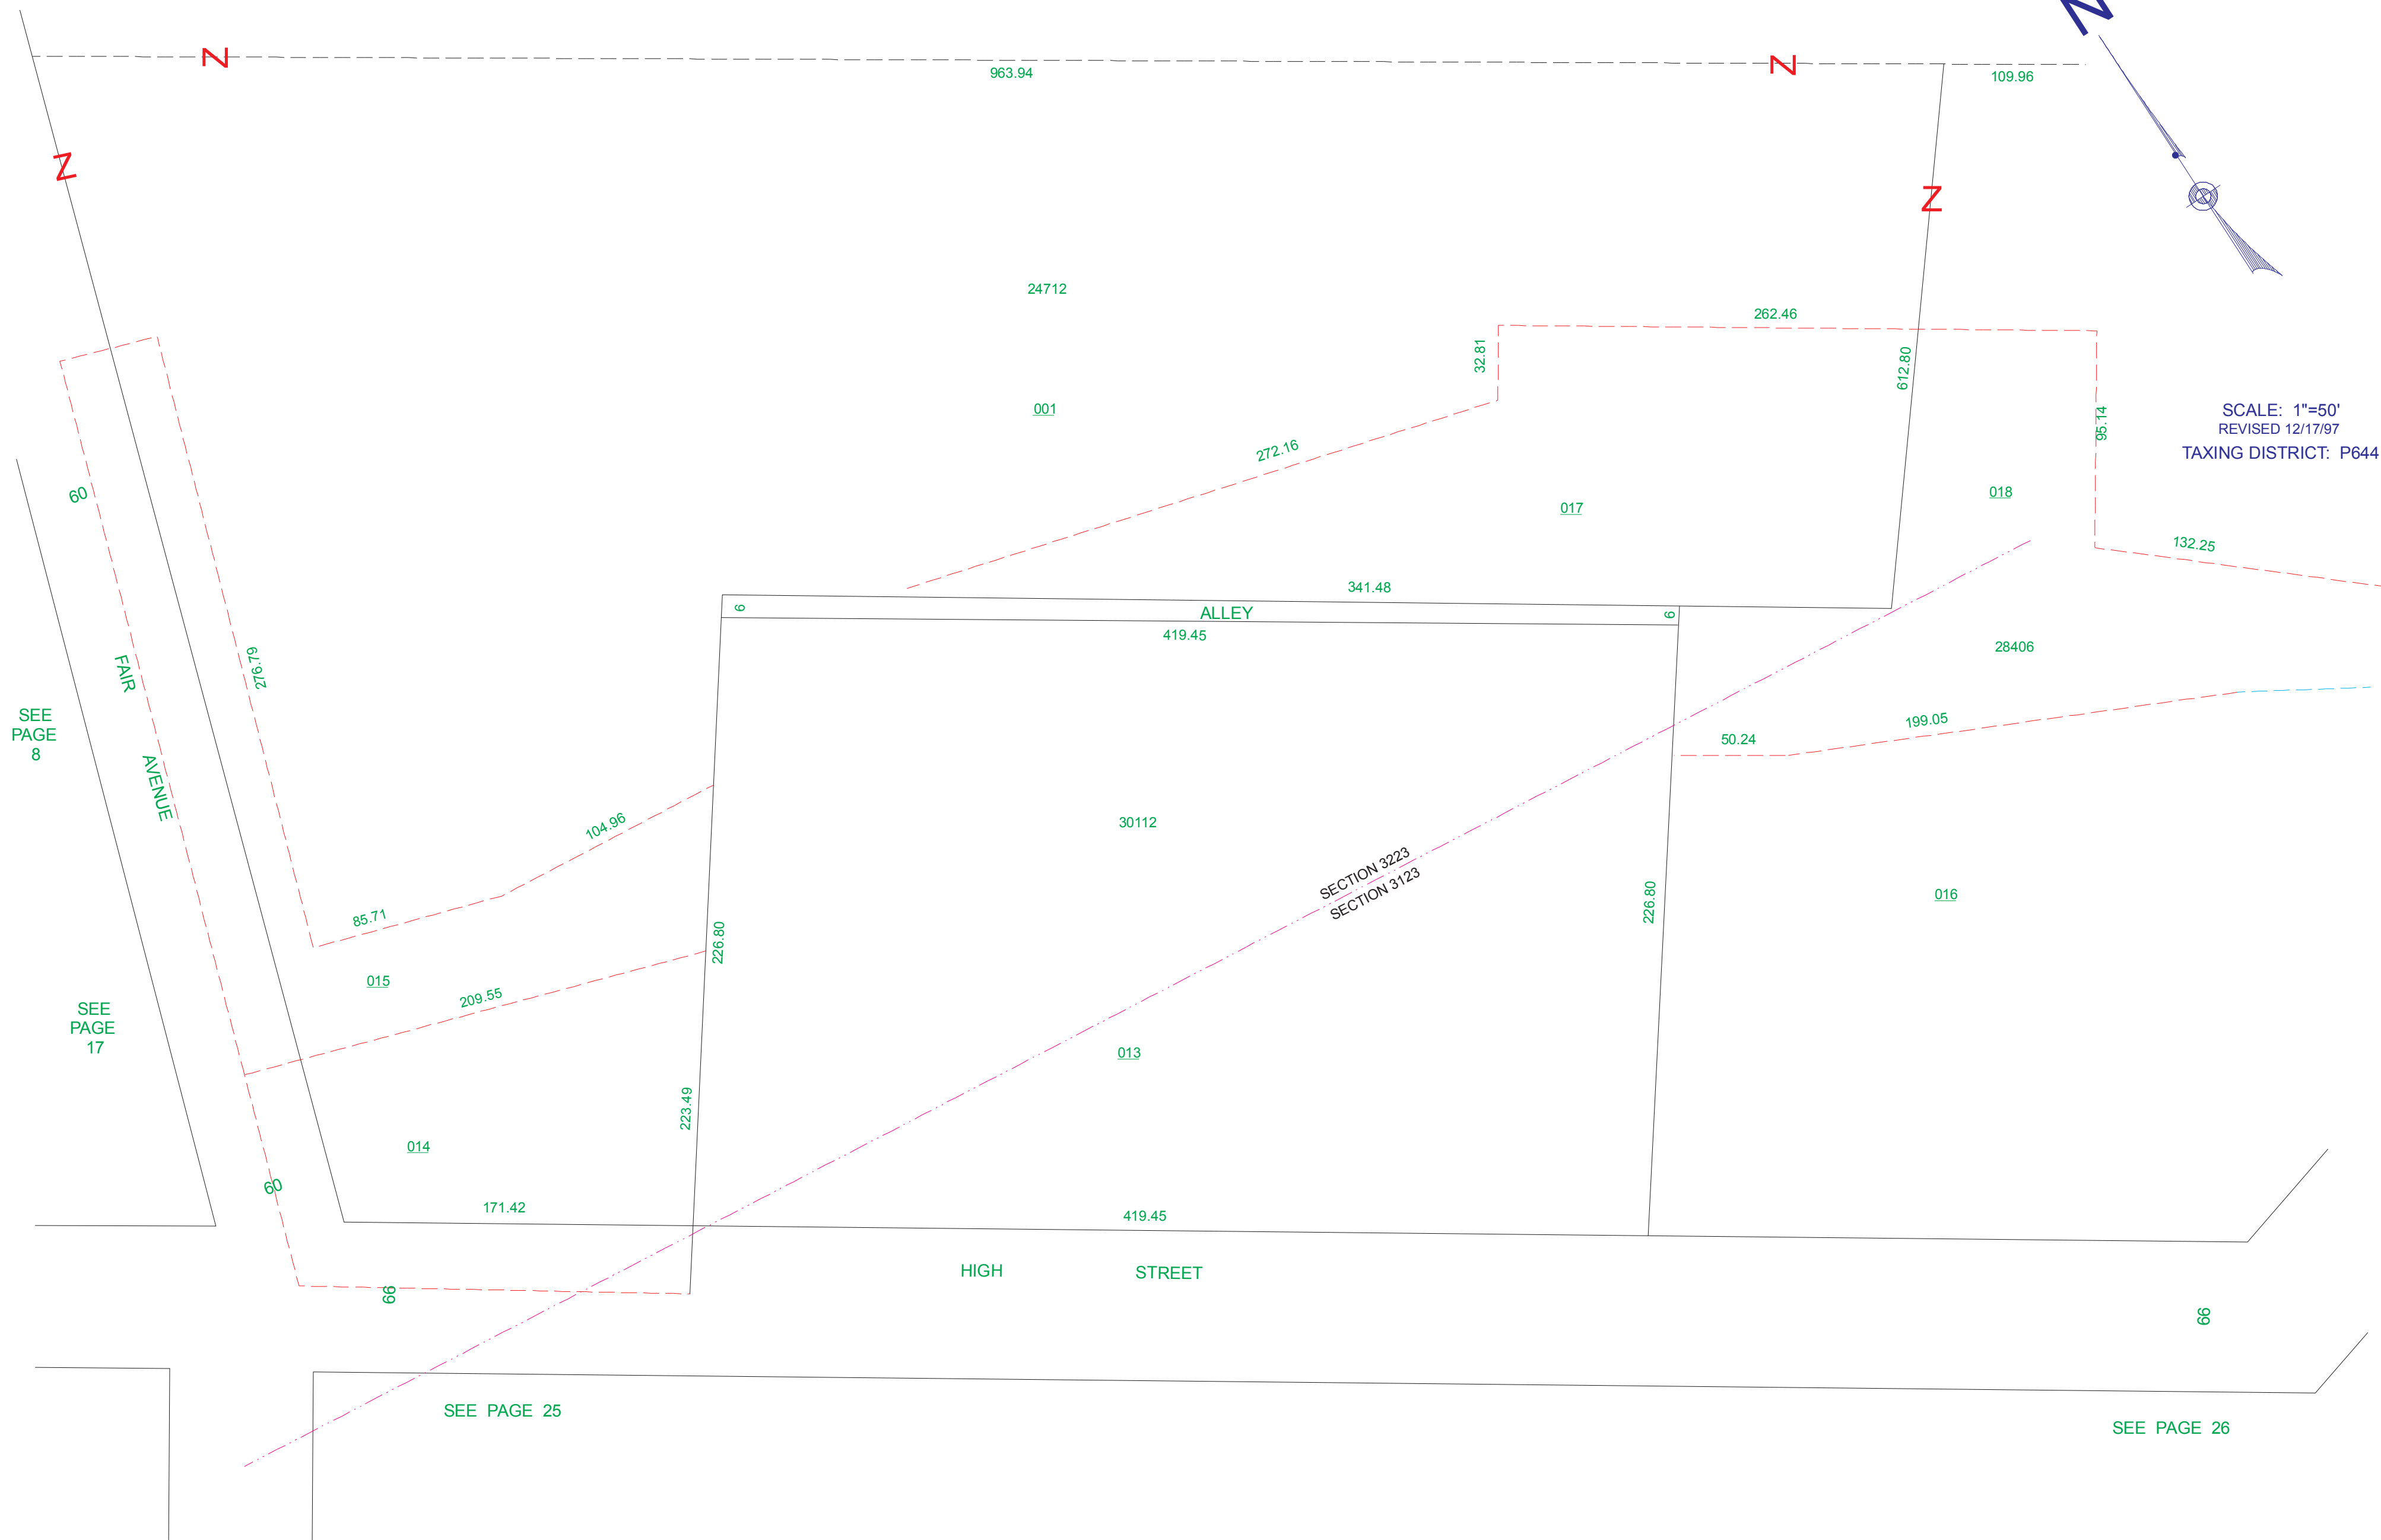 N
Z
Z
963.94
109.96
Z
Z
24712
262.46
32.81
612.80
001
272.16
95.14
SCALE: 1"=50'
REVISED 12/17/97
TAXING DISTRICT: P644
60
018
017
132.25
341.48
6
ALLEY
6
419.45
28406
276.79
FAIR
AVENUE
SEE
PAGE
8
199.05
50.24
104.96
30112
SECTION 3223
SECTION 3123
226.80
226.80
016
85.71
015
209.55
SEE
PAGE
17
013
223.49
014
60
171.42
419.45
HIGH STREET
66
66
SEE PAGE 25
SEE PAGE 26